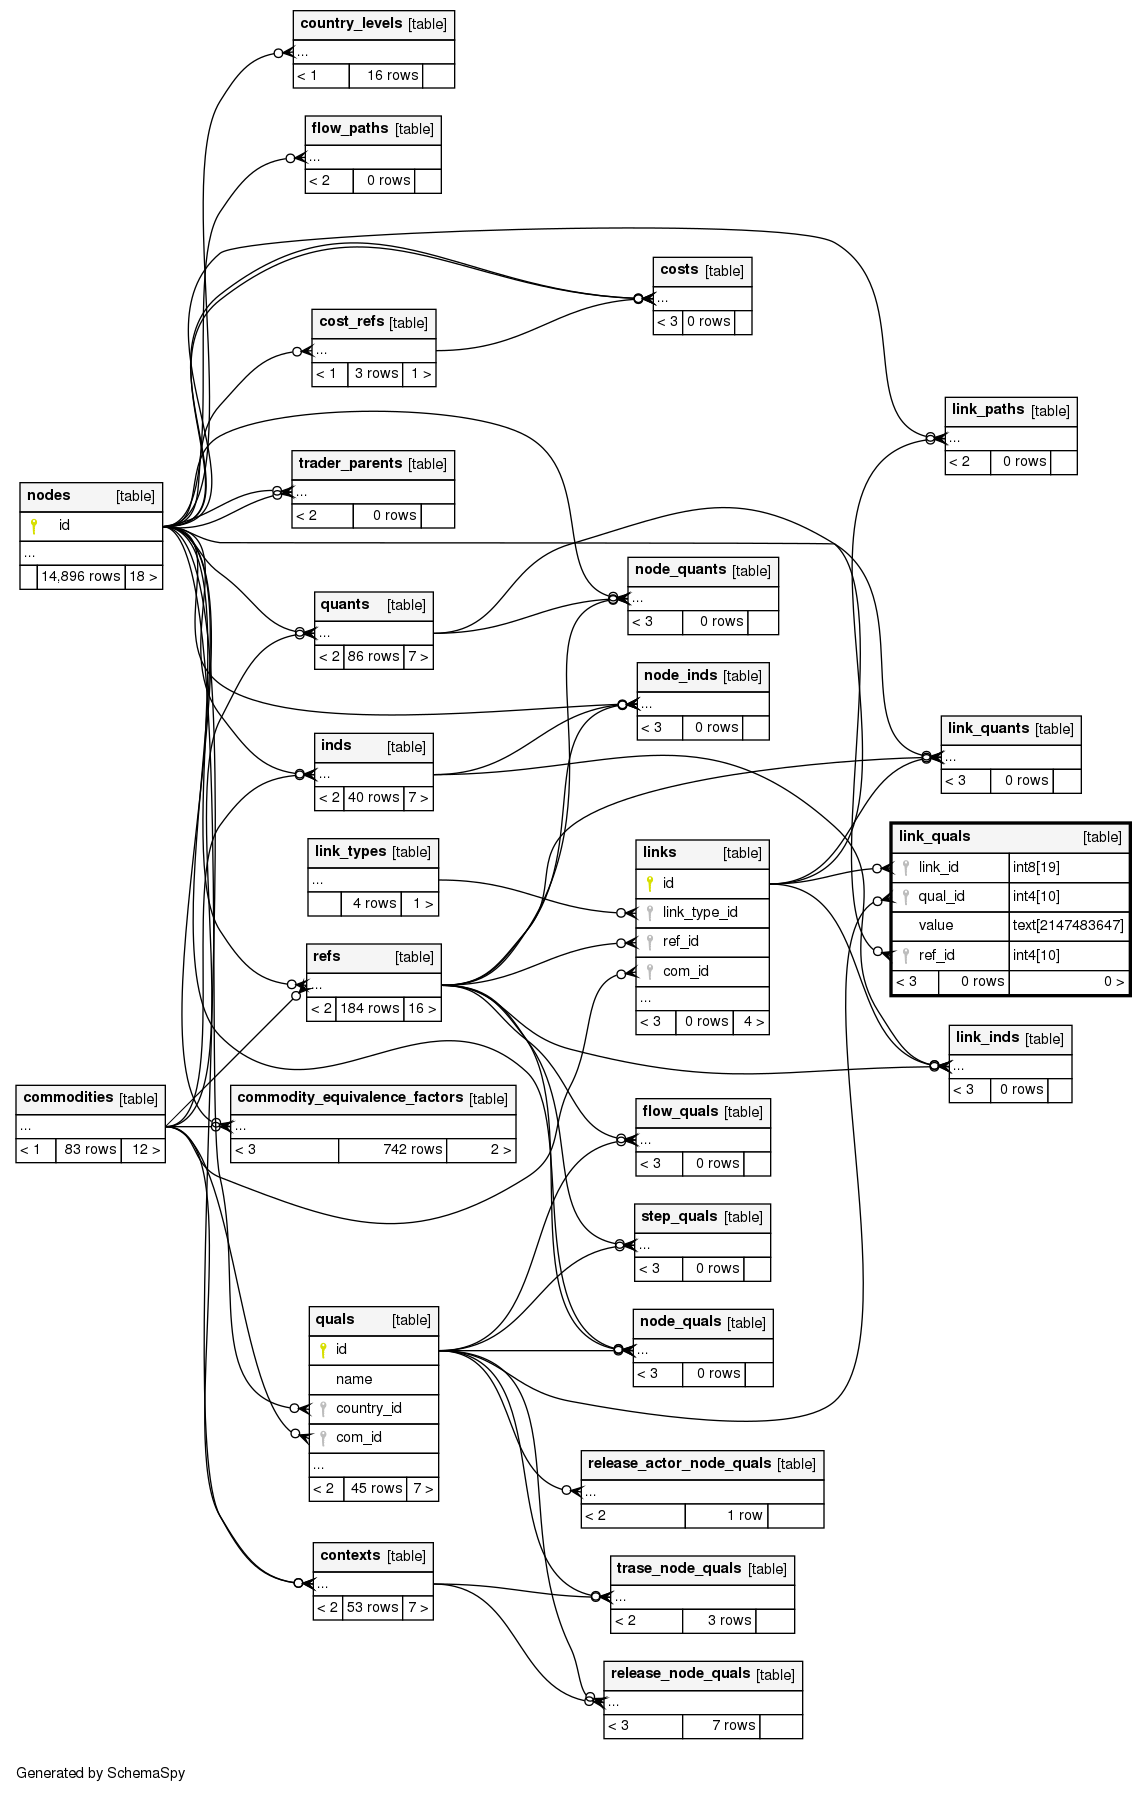 country_levels [table]
...
< 1 16 rows
flow_paths [table]
...
< 2 0 rows
costs [table]
...
< 3 0 rows
cost_refs [table]
...
< 1 3 rows 1 >
link_paths [table]
...
< 2 0 rows
trader_parents [table]
...
< 2 0 rows
nodes [table]
id
...
14,896 rows 18 >
node_quants [table]
...
< 3 0 rows
quants [table]
...
< 2 86 rows 7 >
node_inds [table]
...
< 3 0 rows
link_quants [table]
...
< 3 0 rows
inds [table]
...
< 2 40 rows 7 >
link_quals [table]
link_id int8[19]
qual_id int4[10]
value text[2147483647]
ref_id int4[10]
< 3 0 rows 0 >
link_types [table]
...
4 rows 1 >
links [table]
id
link_type_id
ref_id
com_id
...
< 3 0 rows 4 >
refs [table]
...
< 2 184 rows 16 >
link_inds [table]
...
< 3 0 rows
commodities [table]
...
< 1 83 rows 12 >
commodity_equivalence_factors [table]
...
< 3 742 rows 2 >
flow_quals [table]
...
< 3 0 rows
step_quals [table]
...
< 3 0 rows
quals [table]
id
name
country_id
com_id
...
< 2 45 rows 7 >
node_quals [table]
...
< 3 0 rows
release_actor_node_quals [table]
...
< 2 1 row
contexts [table]
...
< 2 53 rows 7 >
trase_node_quals [table]
...
< 2 3 rows
release_node_quals [table]
...
< 3 7 rows
Generated by SchemaSpy